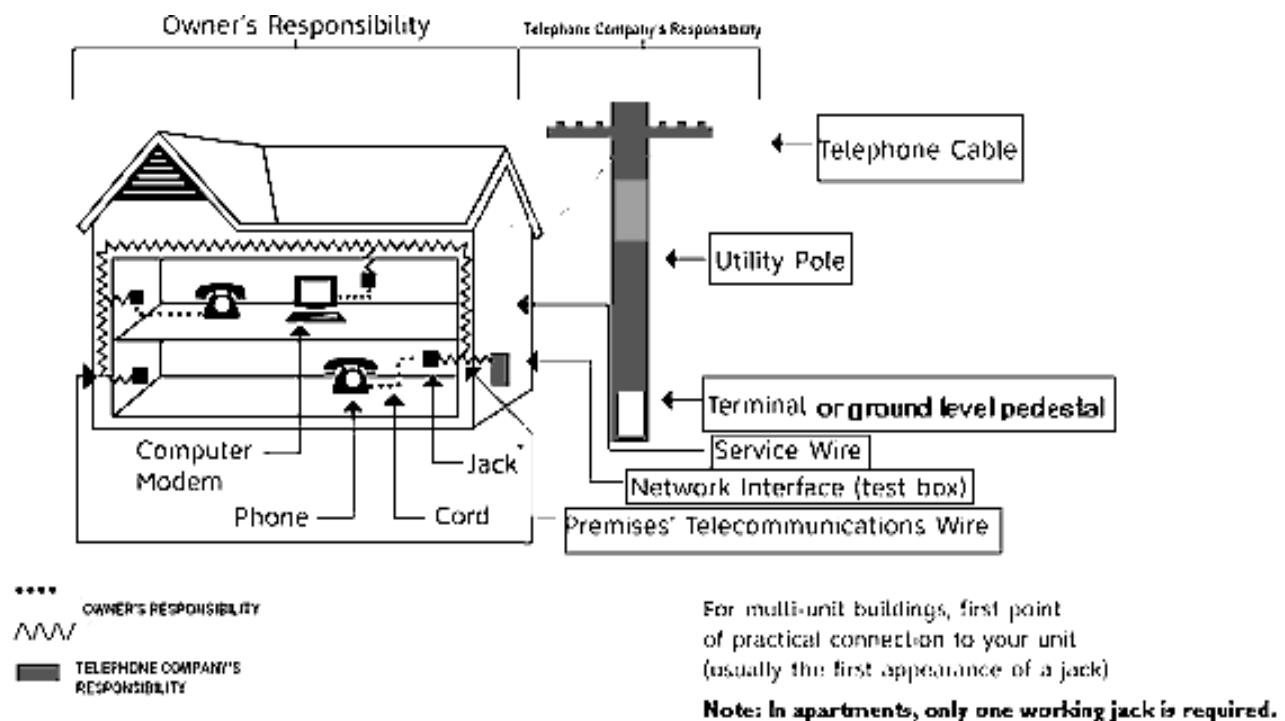 Owner's Responsibility
Telephone Company's Responsibility
Telephone Cable
Utility Pole
Terminal or ground level pedestal
Service Wire
Network Interface (test box)
Premises' Telecommunications Wire
Computer
Modem
Jack
Phone
Cord
OWNER'S RESPONSIBILITY
TELEPHONE COMPANY'S
RESPONSIBILITY
For multi-unit buildings, first point
of practical connection to your unit
(usually the first appearance of a jack)
Note: In apartments, only one working jack is required.